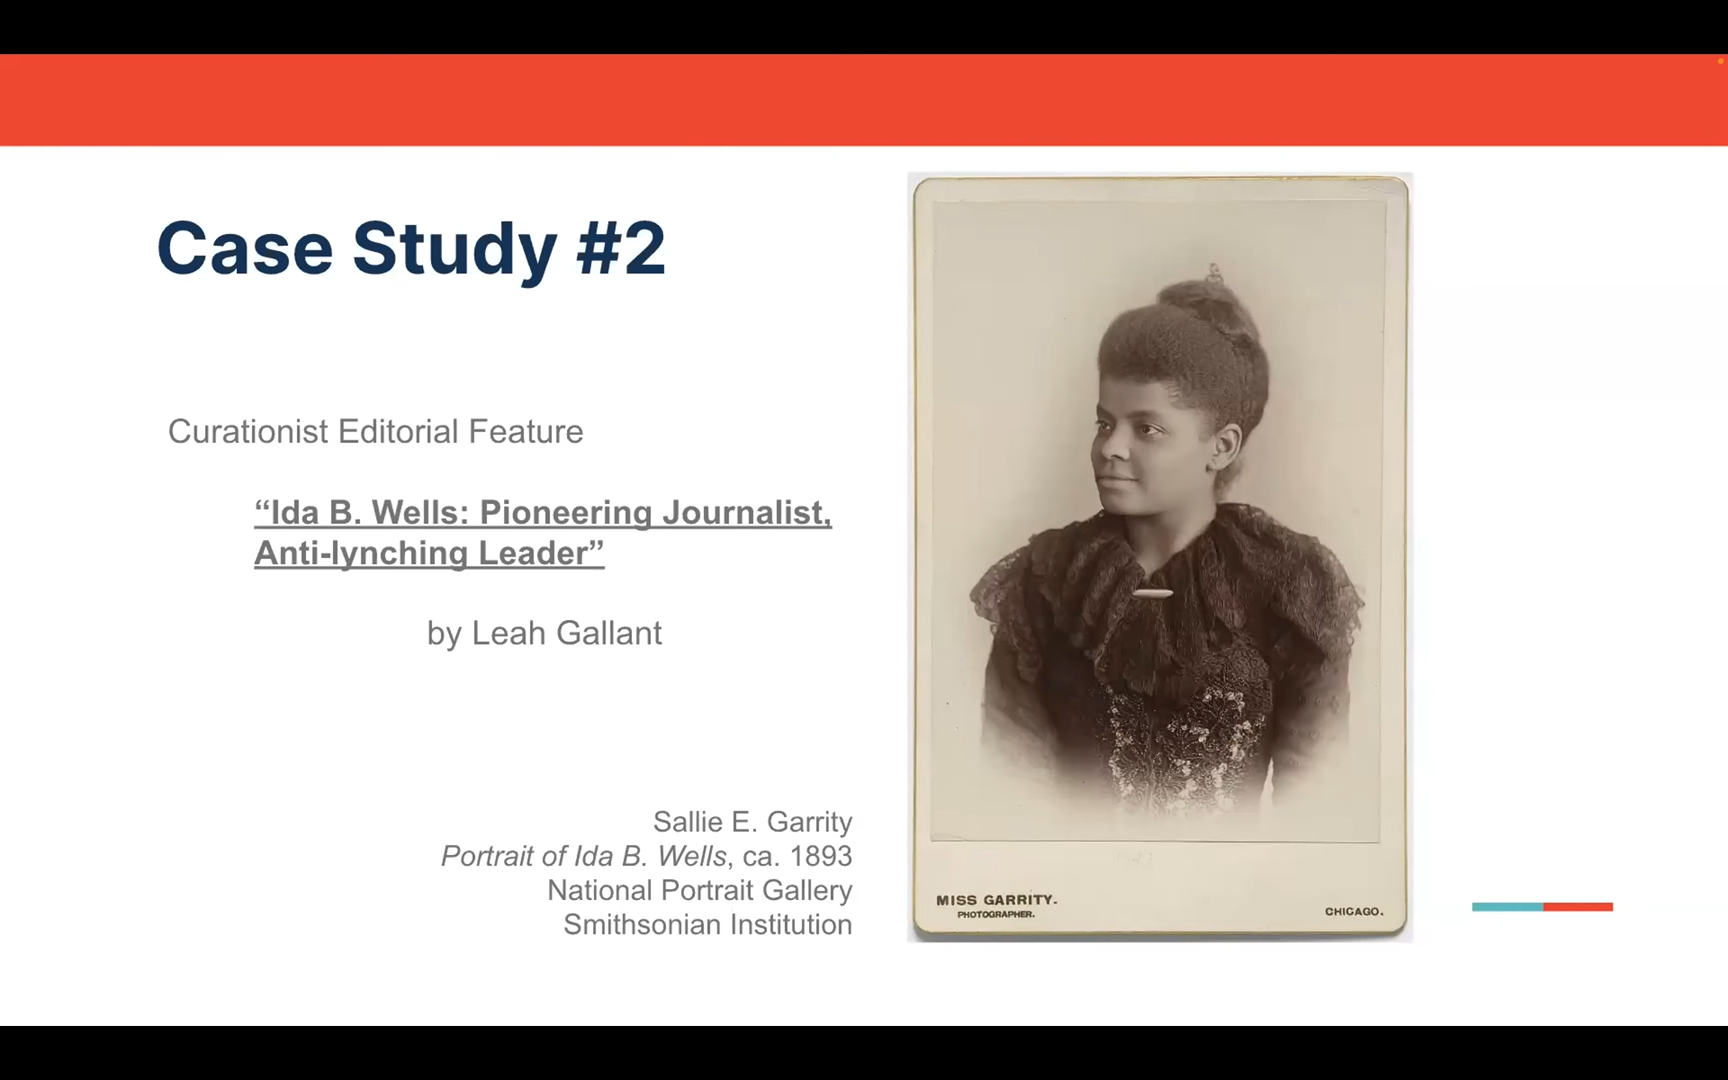 Case Study #2
Curationist Editorial Feature
“Ida B. Wells: Pioneering Journalist,
Anti-lynching Leader”
by Leah Gallant
Sallie E. Garrity
Portrait of Ida B. Wells, ca. 1893
National Portrait Gallery
Smithsonian Institution
MISS GARRITY.
PHOTOGRAPHER.
CHICAGO.